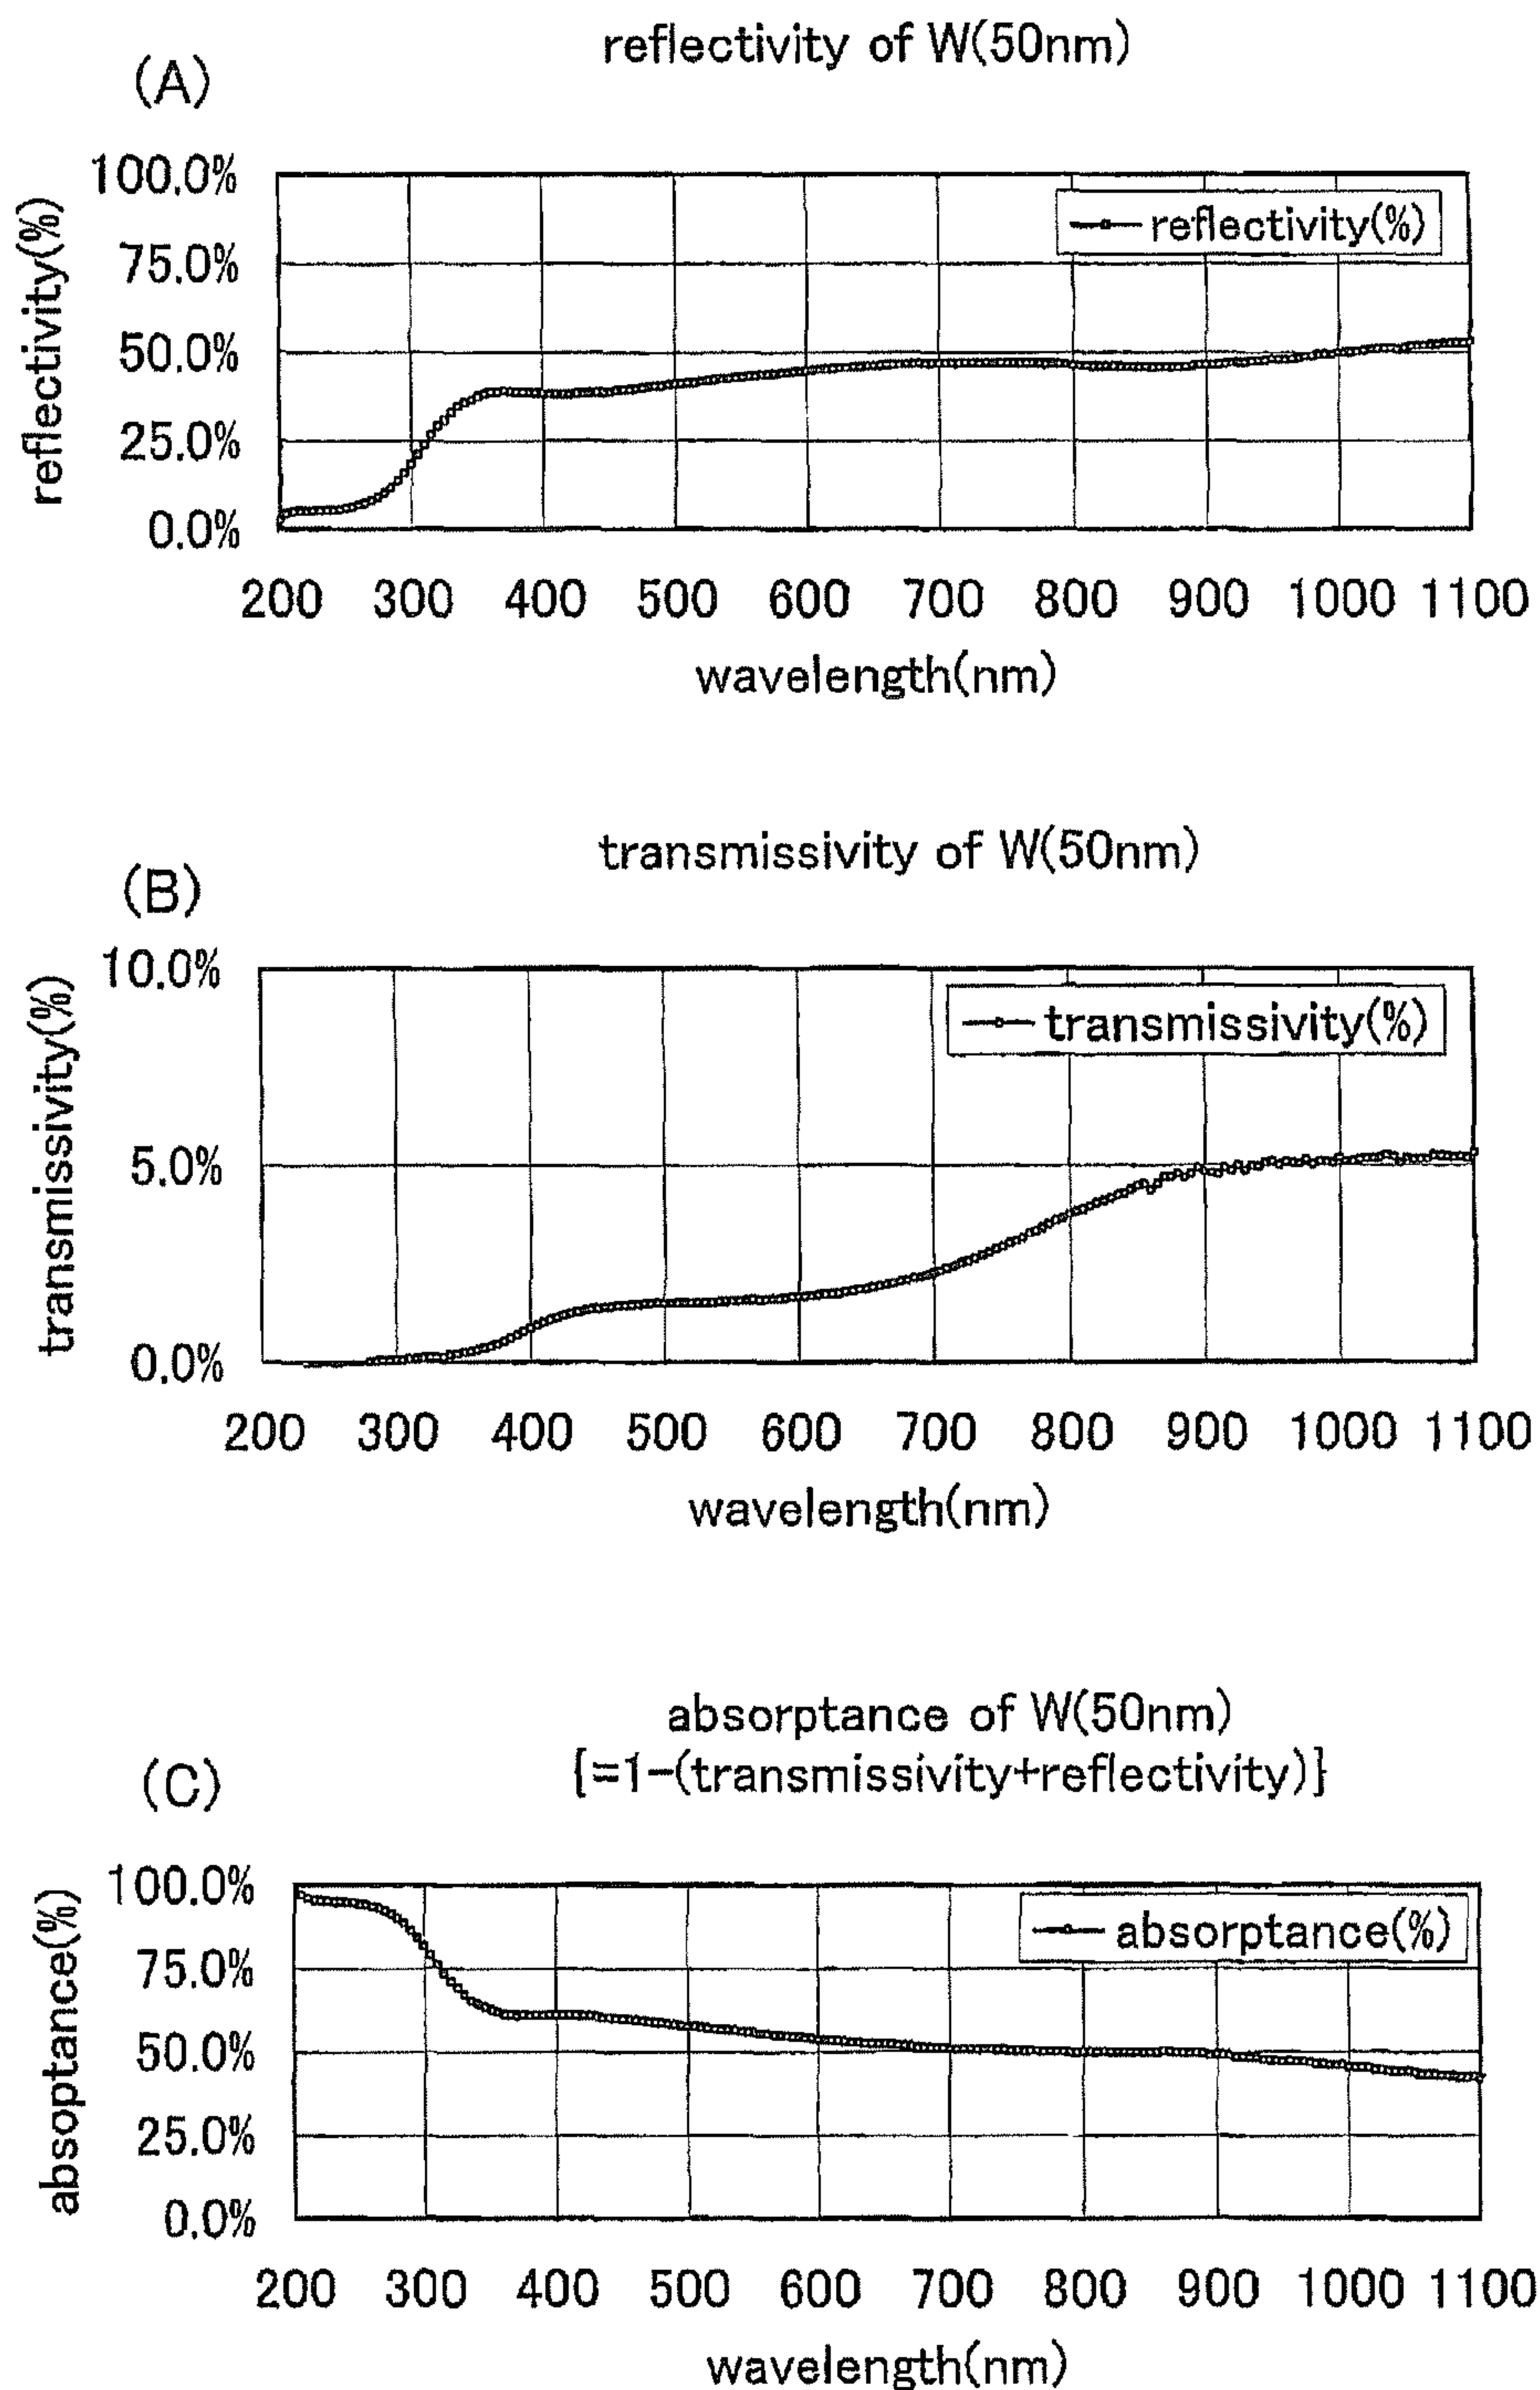 reflectivity of W(50nm)
(A)
100.0%
75.0%
50.0%
25.0%
0.0%
reflectivity(%)
reflectivity(%)
200 300 400 500 600 700 800 900 1000 1100
wavelength(nm)
transmissivity of W(50nm)
(B)
10.0%
5.0%
0.0%
transmissivity(%)
transmissivity(%)
200 300 400 500 600 700 800 900 1000 1100
wavelength(nm)
absorptance of W(50nm)
{=1-(transmissivity+reflectivity)}
(C)
100.0%
75.0%
50.0%
25.0%
0.0%
absoptance(%)
absorptance(%)
200 300 400 500 600 700 800 900 1000 1100
wavelength(nm)